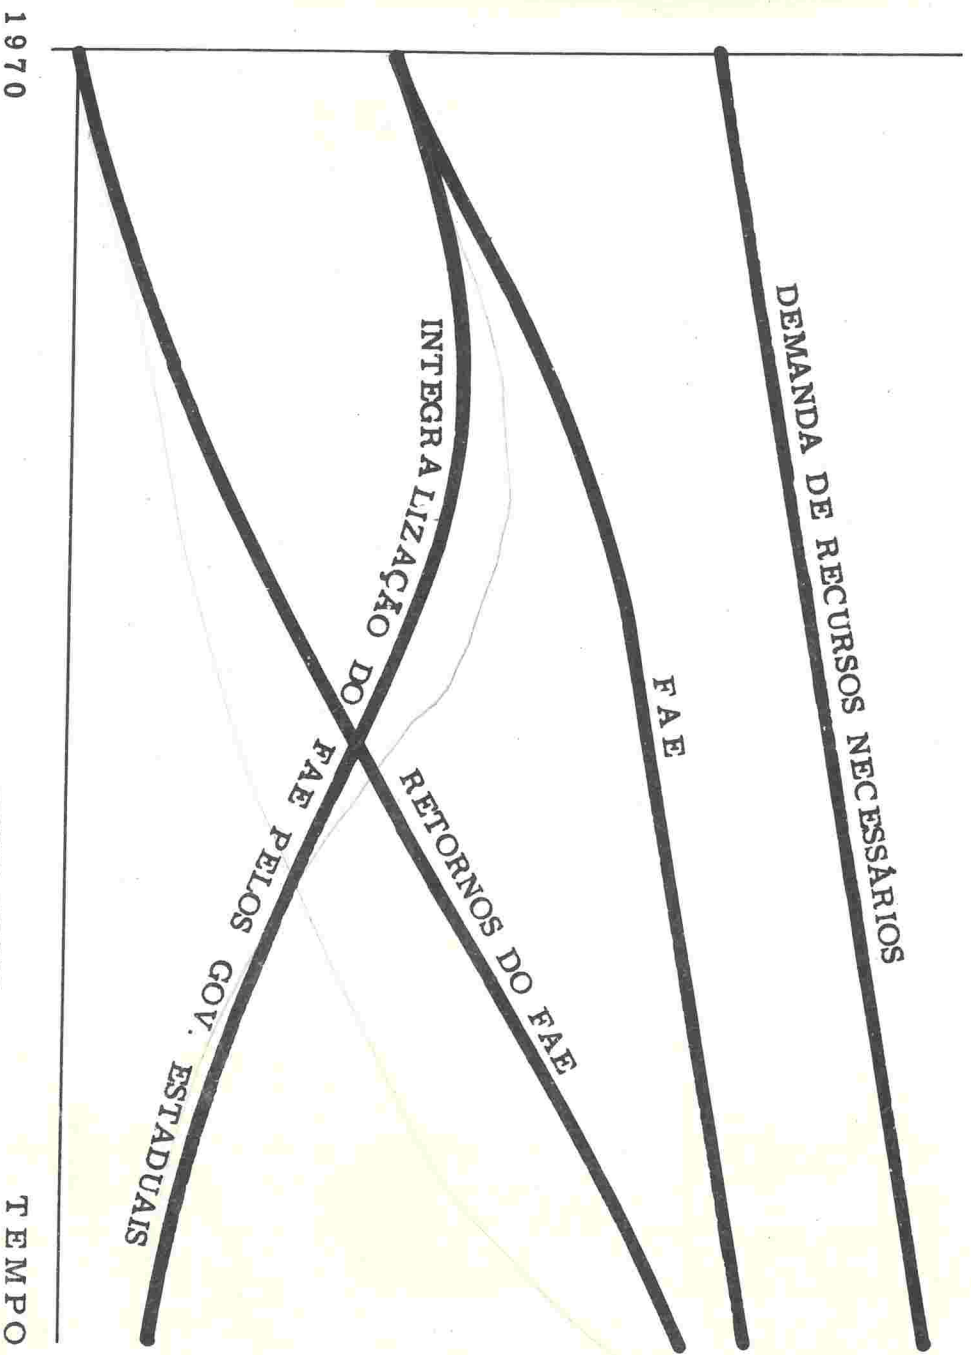 DEMANDA DE RECURSOS NECESSÁRIOS
FAE
INTEGRALIZAÇÃO DO FAE PELOS GOV. ESTADUAIS
RETORNOS DO FAE
1970
TEMPO